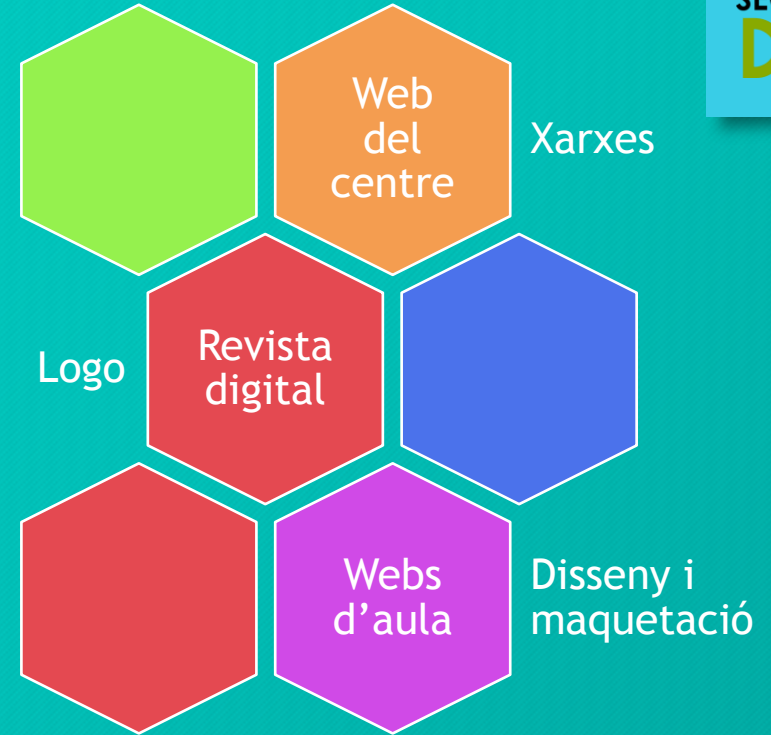 Web
del
centre
Xarxes
Logo
Revista
digital
Webs
d’aula
Disseny i
maquetació